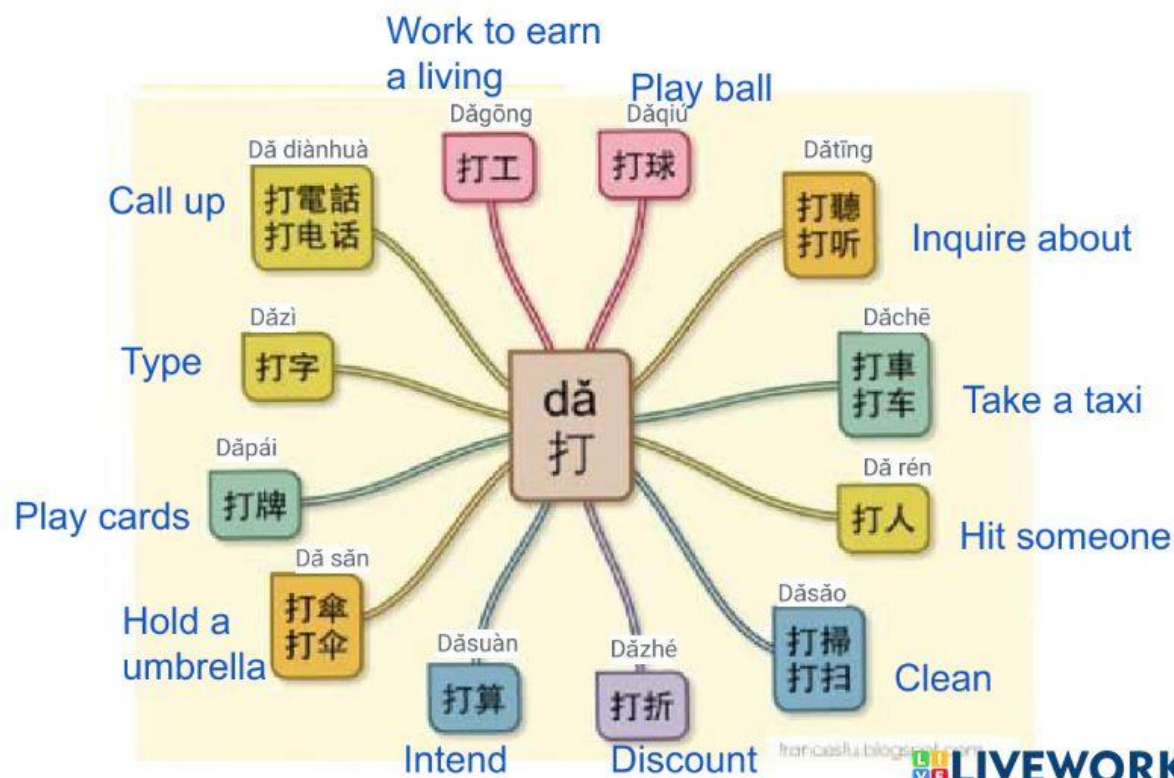 Work to earn
a living
Dǎgōng
打工
Play ball
Dǎqiú
打球
Dǎtīng
打聽
打听
Inquire about
Dǎchē
打車
打车
Take a taxi
Dǎ rén
打人
Hit someone
Dǎsǎo
打掃
打扫
Clean
Dǎzhé
打折
Discount
Dǎsuàn
打算
Intend
Dǎ sǎn
打傘
打伞
Hold a
umbrella
Dǎpái
打牌
Play cards
Dǎzì
打字
Type
Dǎ diànhuà
打電話
打电话
Call up
dǎ
打
LIVEWORK